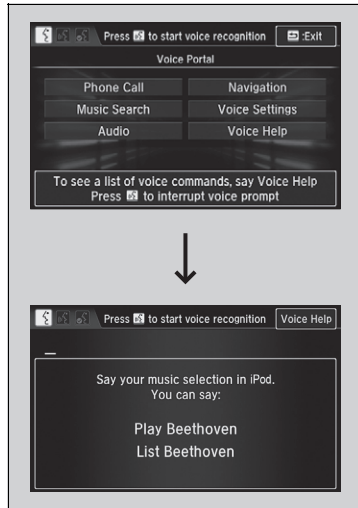 Press to start voice recognition :Exit
Voice Portal
Phone Call Navigation
Music Search Voice Settings
Audio Voice Help
To see a list of voice commands, say Voice Help
Press to interrupt voice prompt
Press to start voice recognition Voice Help
Say your music selection in iPod.
You can say:
Play Beethoven
List Beethoven